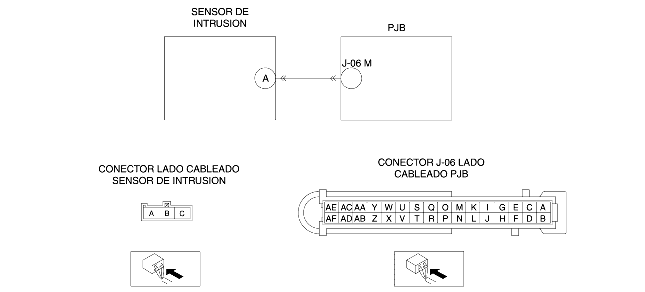 SENSOR DE
INTRUSION
PJB
J-06 M
A
CONECTOR LADO CABLEADO
SENSOR DE INTRUSION
CONECTOR J-06 LADO
CABLEADO PJB
A B C
AE AC AA Y W U S Q O M K I G E C A
AF AD AB Z X V T R P N L J H F D B